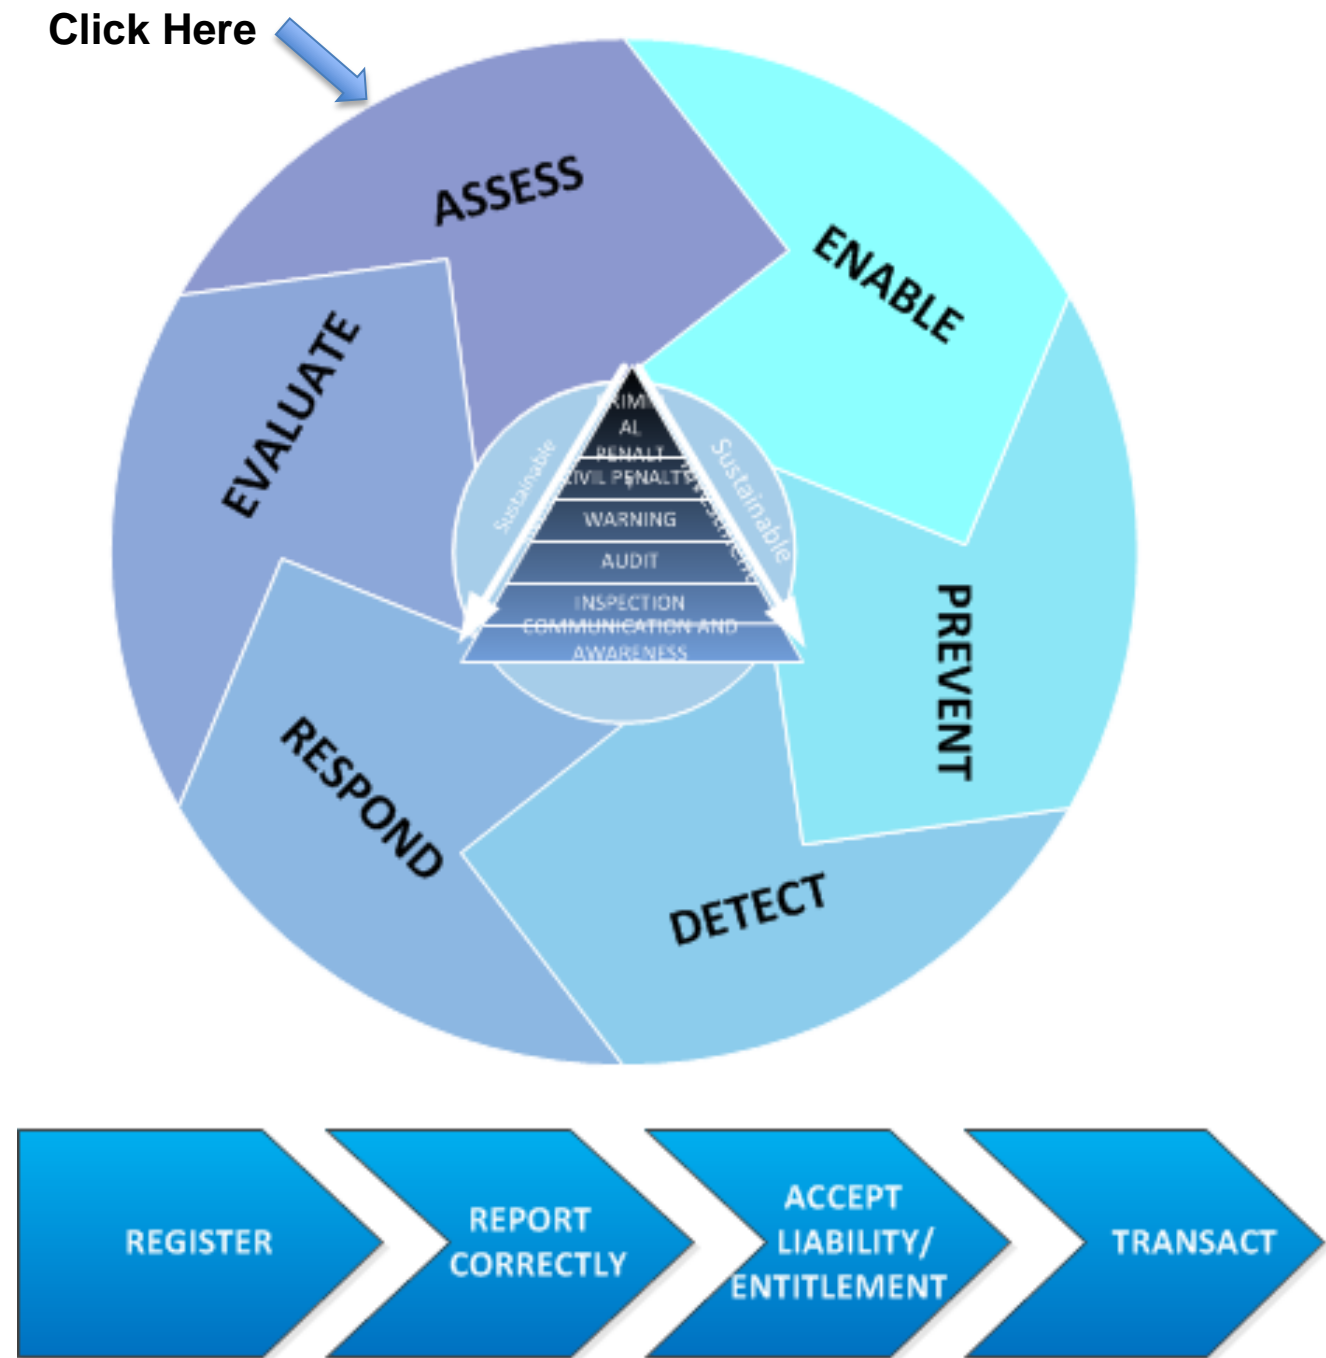 Click Here
ASSESS
ENABLE
EVALUATE
PREVENT
RESPOND
DETECT
Sustainable
Sustainable
AL
PENALT
WARNING
AUDIT
INSPECTION
COMMUNICATION AND
AWARENESS
REGISTER
REPORT
CORRECTLY
ACCEPT
LIABILITY/
ENTITLEMENT
TRANSACT